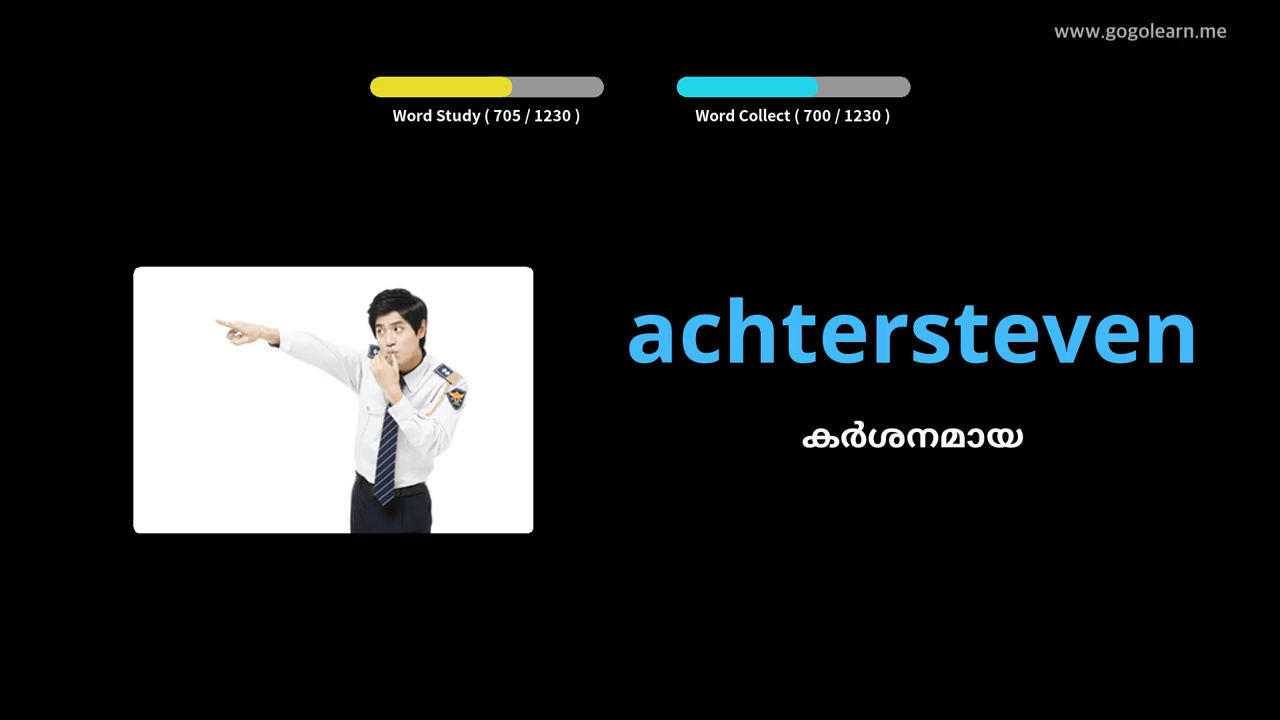 www.gogolearn.me
Word Study ( 705 / 1230 )
Word Collect ( 700 / 1230 )
achtersteven
കർശനമായ